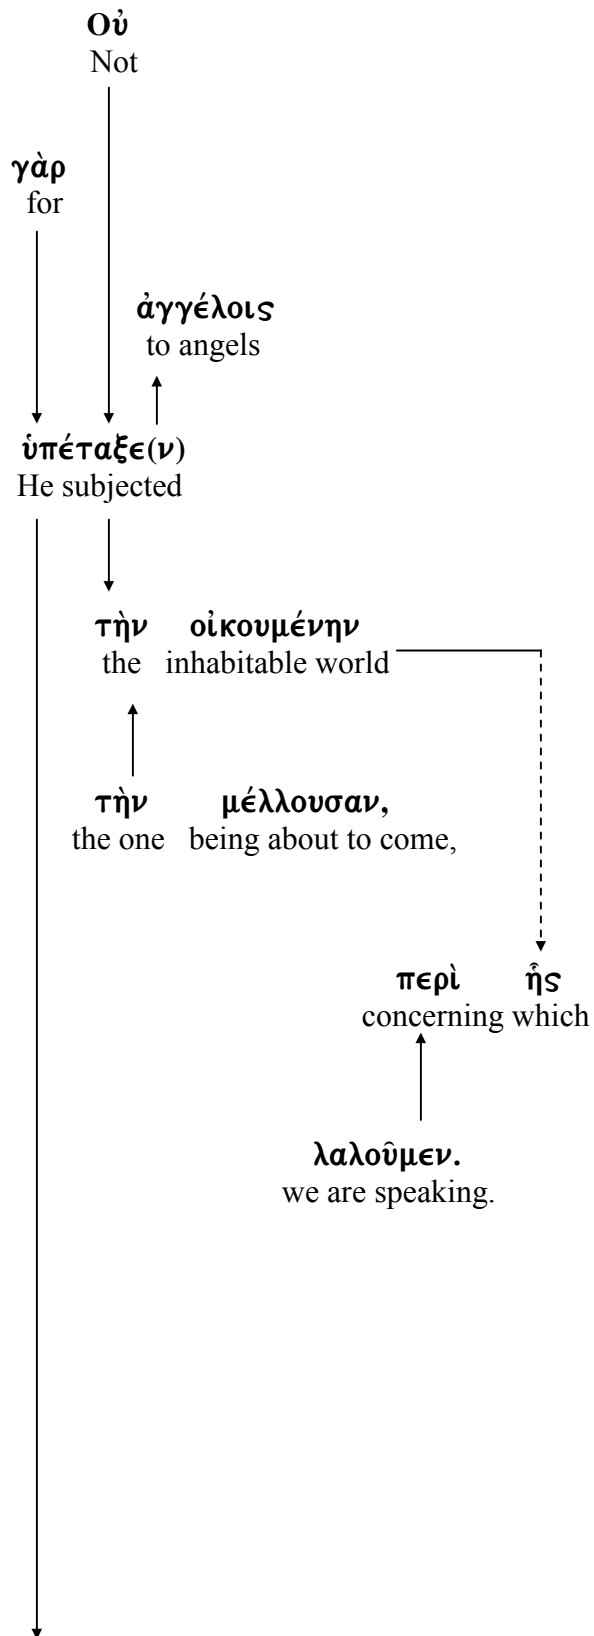 Οὐ
Not
γὰρ
for
ἀγγέλοις
to angels
ὑπέταξε(ν)
He subjected
τὴν οἰκουμένην
the inhabitable world
τὴν μέλλουσαν,
the one being about to come,
περὶ ἧς
concerning which
λαλοῦμεν.
we are speaking.